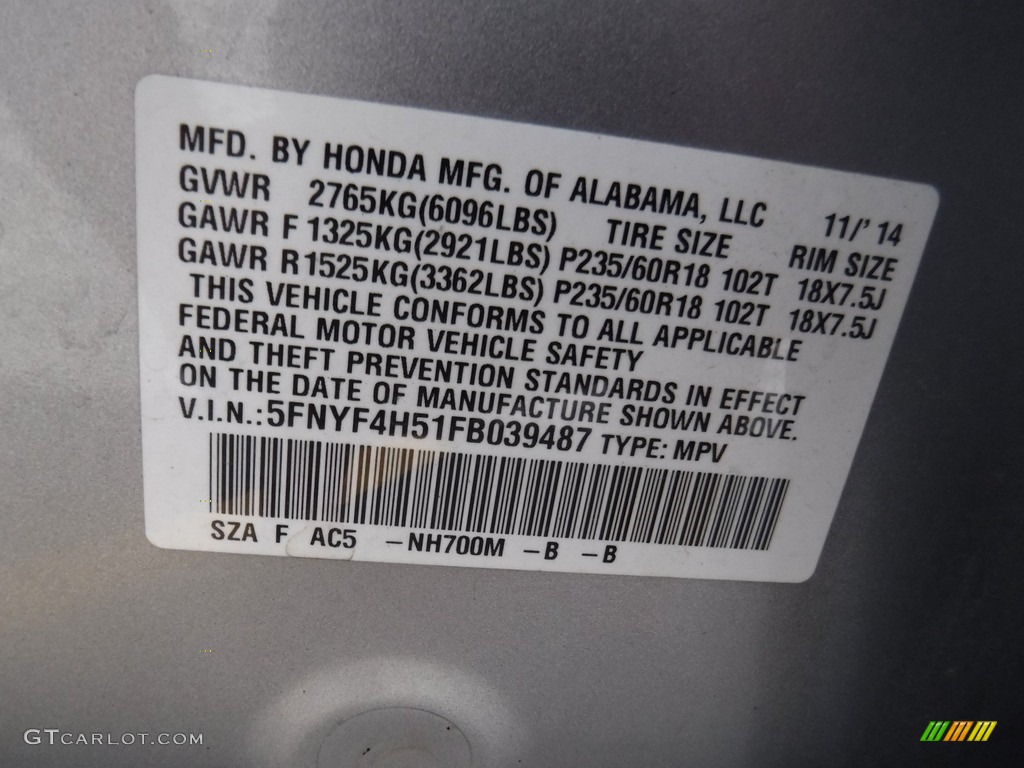 MFD. BY HONDA MFG. OF ALABAMA, LLC 11/' 14
GVWR 2765KG(6096LBS) TIRE SIZE RIM SIZE
GAWR F 1325KG(2921LBS) P235/60R18 102T 18X7.5J
GAWR R 1525KG(3362LBS) P235/60R18 102T 18X7.5J
THIS VEHICLE CONFORMS TO ALL APPLICABLE
FEDERAL MOTOR VEHICLE SAFETY
AND THEFT PREVENTION STANDARDS IN EFFECT
ON THE DATE OF MANUFACTURE SHOWN ABOVE.
V.I.N.:5FNYF4H51FB039487 TYPE: MPV
SZA F AC5 -NH700M -B -B
GTCARLOT.COM